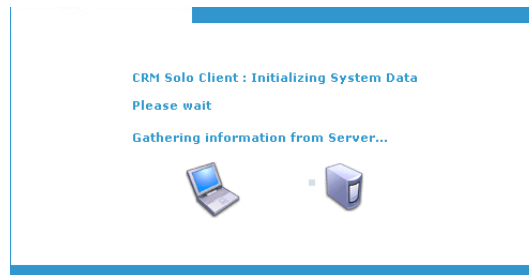 CRM Solo Client : Initializing System Data
Please wait
Gathering information from Server...